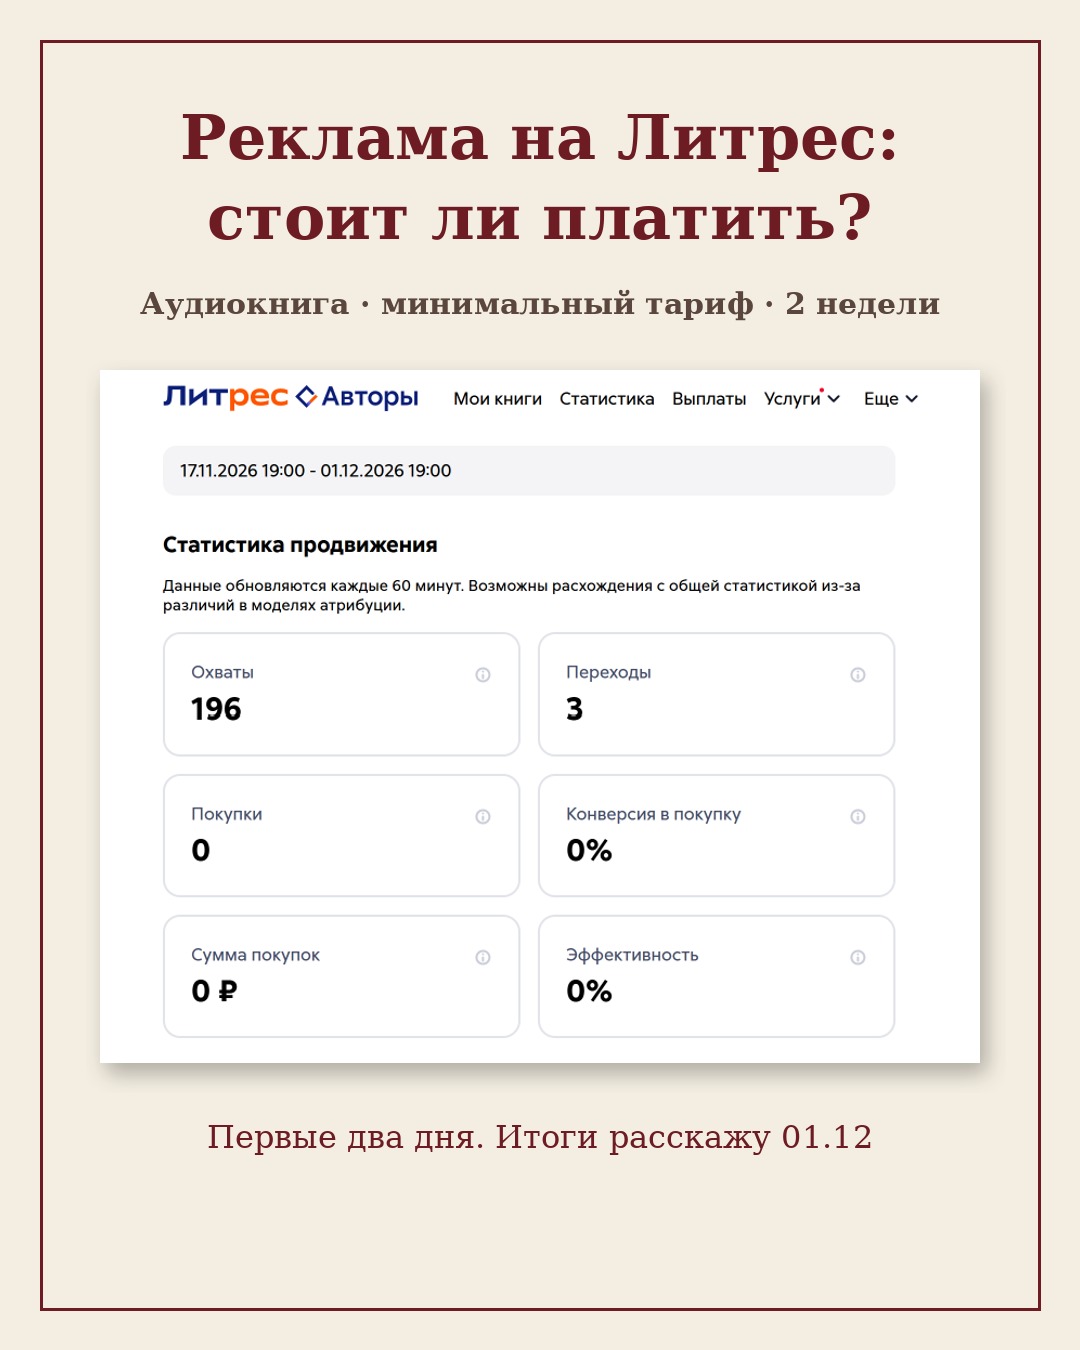 Реклама на Литрес:
стоит ли платить?
Аудиокнига · минимальный тариф · 2 недели
Литрес Авторы Мои книги Статистика Выплаты Услуги Еще
17.11.2026 19:00 - 01.12.2026 19:00
Статистика продвижения
Данные обновляются каждые 60 минут. Возможны расхождения с общей статистикой из-за
различий в моделях атрибуции.
Охваты
196
Переходы
3
Покупки
0
Конверсия в покупку
0%
Сумма покупок
0 ₽
Эффективность
0%
Первые два дня. Итоги расскажу 01.12